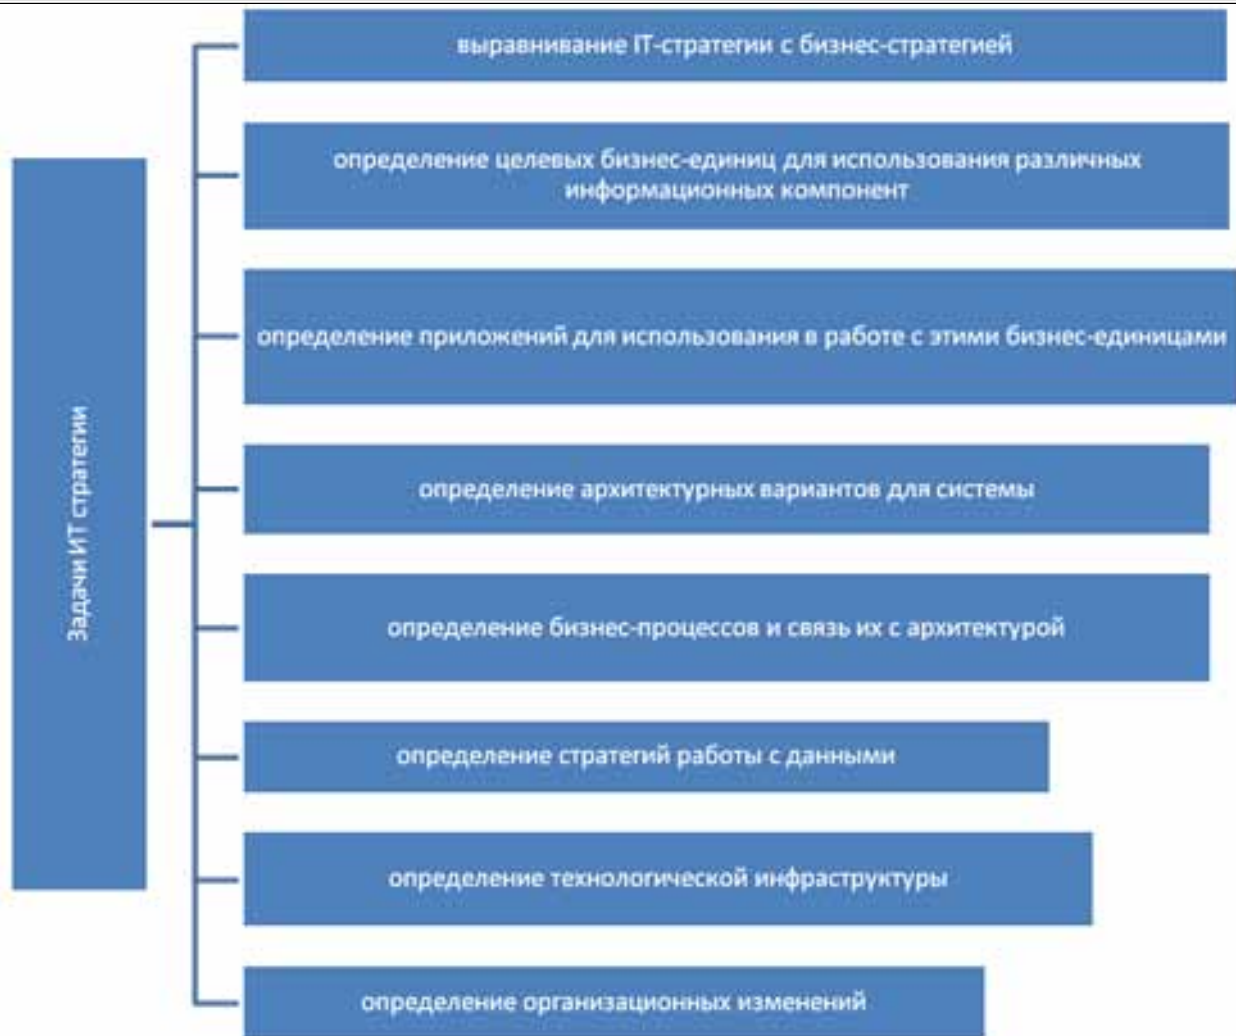 Задачи ИТ стратегии
выравнивание IT-стратегии с бизнес-стратегией
определение целевых бизнес-единиц для использования различных
информационных компонент
определение приложений для использования в работе с этими бизнес-единицами
определение архитектурных вариантов для системы
определение бизнес-процессов и связь их с архитектурой
определение стратегий работы с данными
определение технологической инфраструктуры
определение организационных изменений